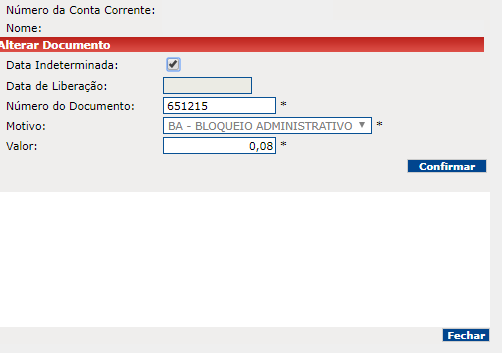 Número da Conta Corrente:
Nome:
Alterar Documento
Data Indeterminada:
Data de Liberação:
Número do Documento: 651215 *
Motivo: BA - BLOQUEIO ADMINISTRATIVO *
Valor: 0,08 *
Confirmar
Fechar